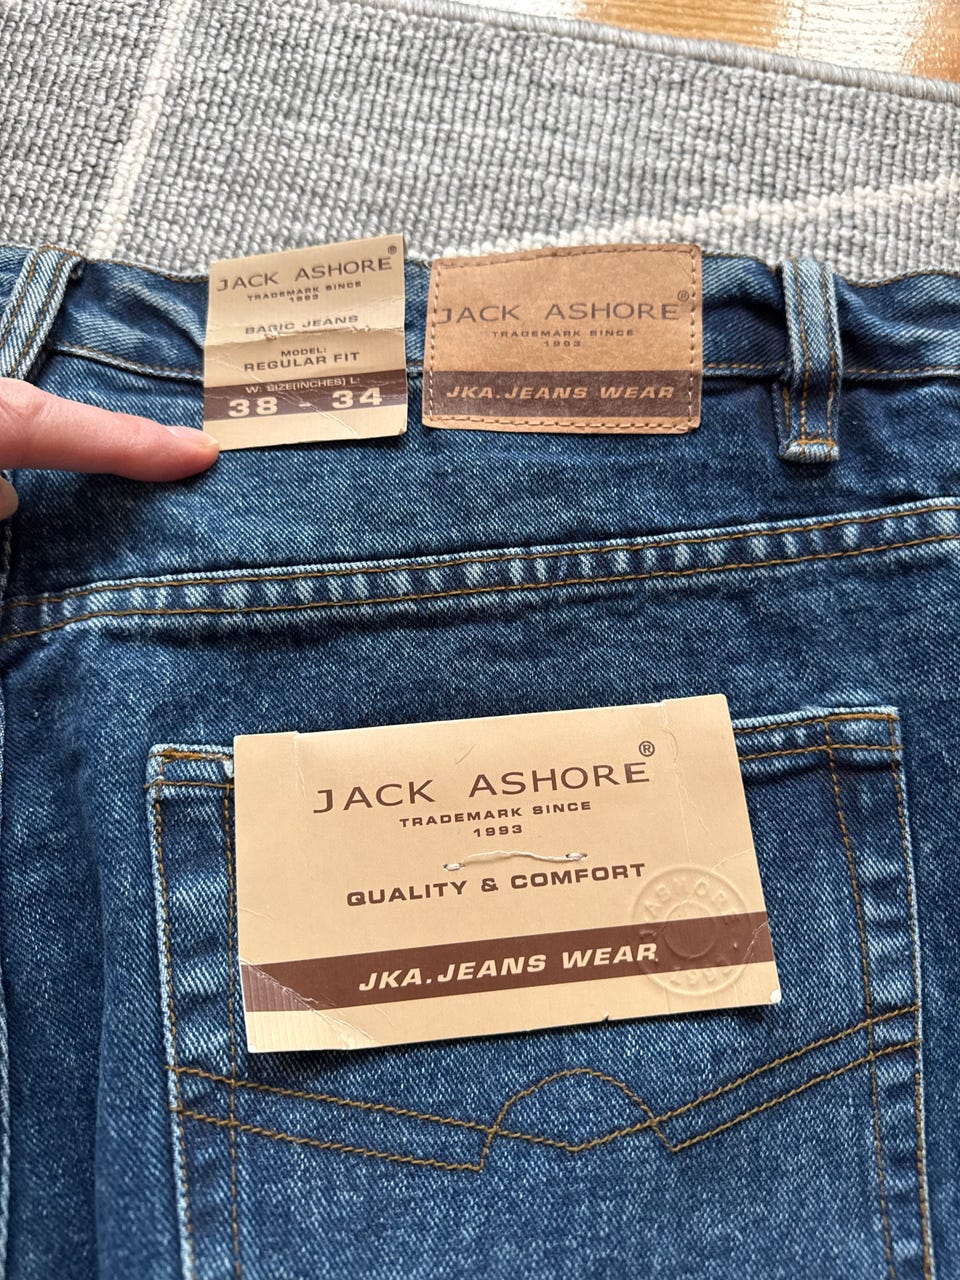 JACK ASHORE®
TRADEMARK SINCE
1993
BASIC JEANS
MODEL:
REGULAR FIT
W: SIZE(INCHES) L:
38 - 34
JACK ASHORE®
TRADEMARK SINCE
1993
JKA.JEANS WEAR
JACK ASHORE®
TRADEMARK SINCE
1993
QUALITY & COMFORT
JKA.JEANS WEAR